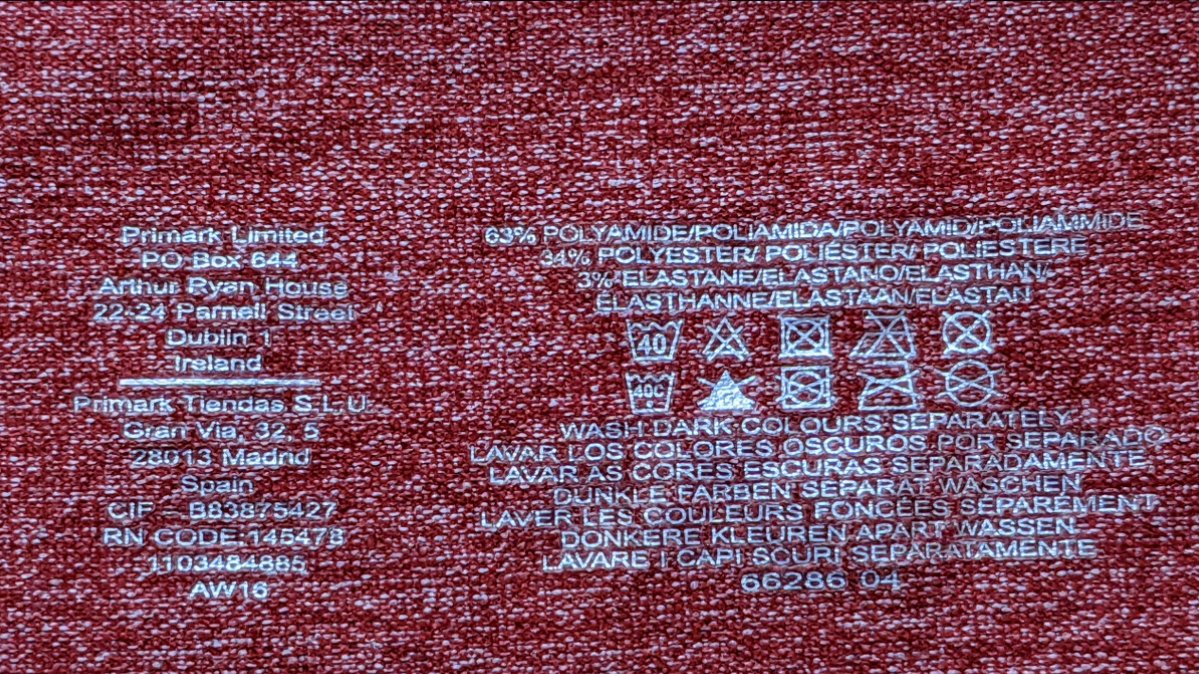 Primark Limited
PO Box 644
Arthur Ryan House
22-24 Parnell Street
Dublin 1
Ireland
Primark Tiendas S.L.U.
Gran Via, 32, 5
28013 Madrid
Spain
CIF - B83875427
RN CODE:145478
1103484885
AW16
63% POLYAMIDE/POLIAMIDA/POLYAMID/POLIAMMIDE
34% POLYESTER/ POLIÉSTER/ POLIESTERE
3% ELASTANE/ELASTANO/ELASTHAN/
ÉLASTHANNE/ELASTAAN/ELASTAN
40
40C
WASH DARK COLOURS SEPARATELY
LAVAR LOS COLORES OSCUROS POR SEPARADO
LAVAR AS CORES ESCURAS SEPARADAMENTE
DUNKLE FARBEN SEPARAT WASCHEN
LAVER LES COULEURS FONCÉES SÉPARÉMENT
DONKERE KLEUREN APART WASSEN
LAVARE I CAPI SCURI SEPARATAMENTE
66286 04